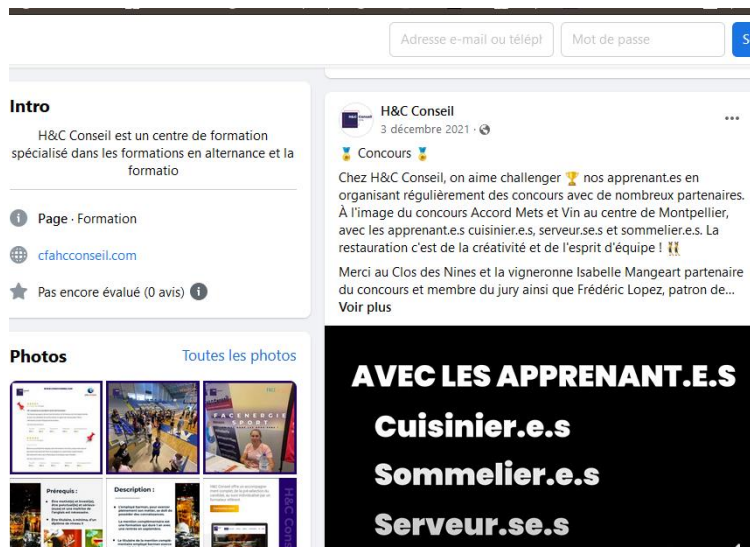 Adresse e-mail ou téléph
Mot de passe
Intro
H&C Conseil est un centre de formation
spécialisé dans les formations en alternance et la
formatio
Page · Formation
cfahcconseil.com
Pas encore évalué (0 avis)
Photos
Toutes les photos
FACENERGIE
SPORT
Prérequis :
Description :
H&C Cons
H&C Conseil
3 décembre 2021 ·
🏅 Concours 🏅
Chez H&C Conseil, on aime challenger 🏆 nos apprenant.es en
organisant régulièrement des concours avec de nombreux partenaires.
À l'image du concours Accord Mets et Vin au centre de Montpellier,
avec les apprenant.e.s cuisinier.e.s, serveur.se.s et sommelier.e.s. La
restauration c'est de la créativité et de l'esprit d'équipe ! 👯
Merci au Clos des Nines et la vigneronne Isabelle Mangeart partenaire
du concours et membre du jury ainsi que Frédéric Lopez, patron de...
Voir plus
AVEC LES APPRENANT.E.S
Cuisinier.e.s
Sommelier.e.s
Serveur.se.s